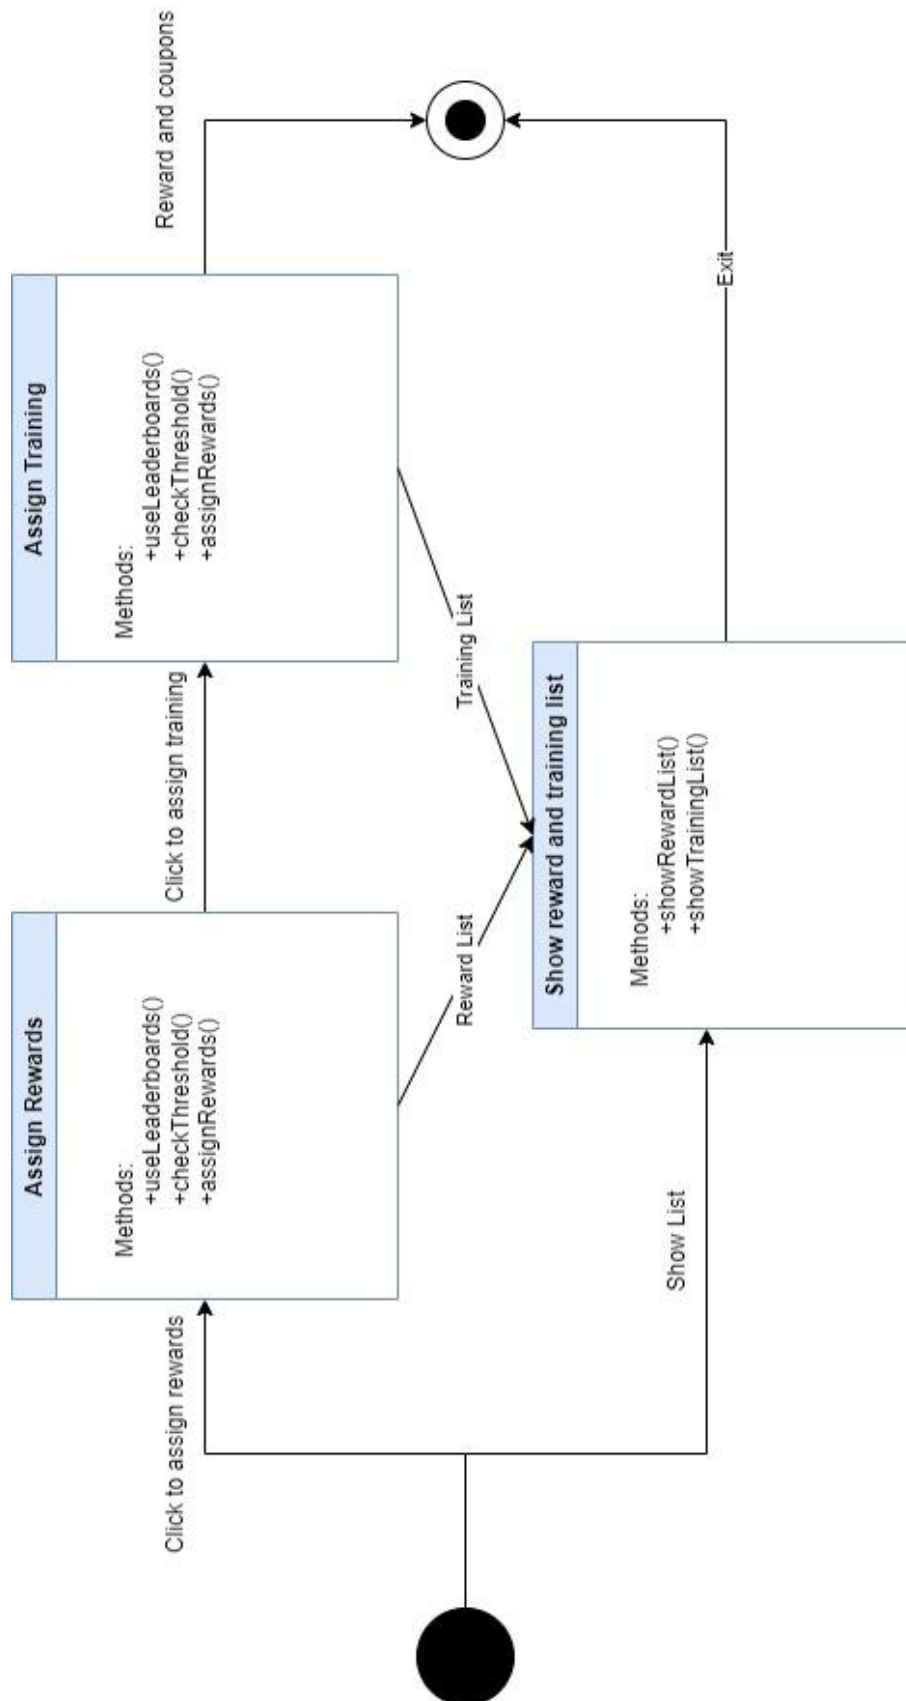 Click to assign rewards
Assign Rewards
Methods:
+useLeaderboards()
+checkThreshold()
+assignRewards()
Click to assign training
Assign Training
Methods:
+useLeaderboards()
+checkThreshold()
+assignRewards()
Reward and coupons
Reward List
Training List
Show List
Show reward and training list
Methods:
+showRewardList()
+showTrainingList()
Exit